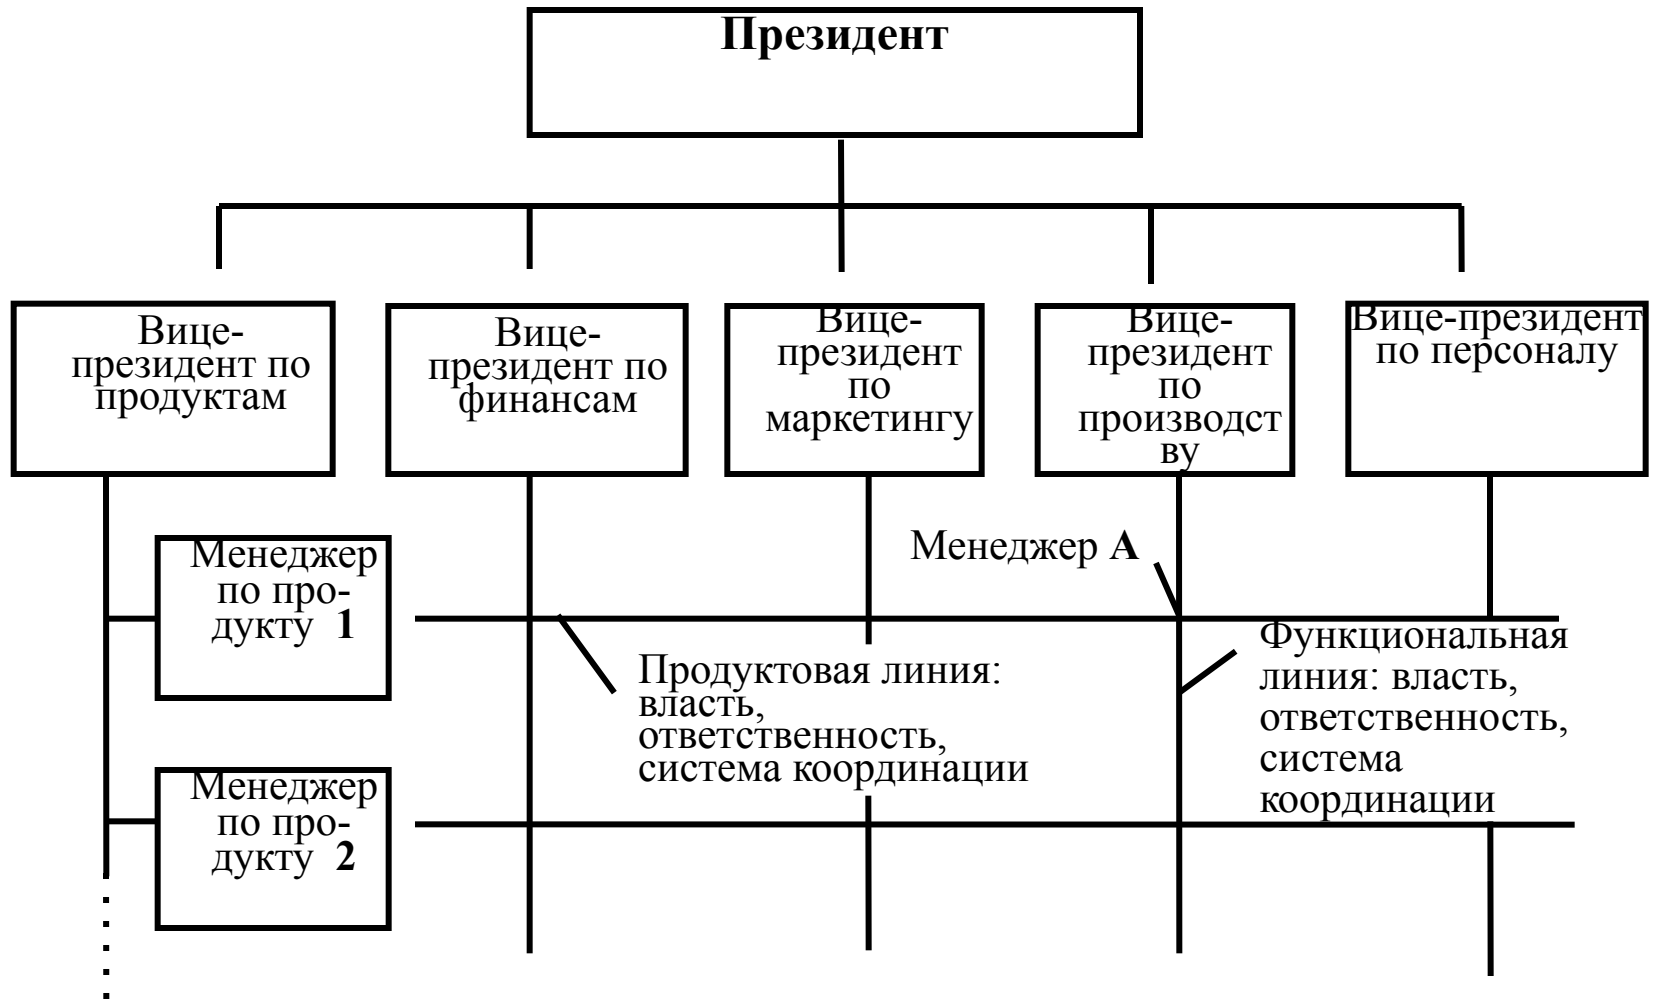 Президент
Вице-
президент по
продуктам
Вице-
президент по
финансам
Вице-
президент
по
маркетингу
Вице-
президент
по
производст
ву
Вице-президент
по персоналу
Менеджер
по про-
дукту 1
Менеджер А
Продуктовая линия:
власть,
ответственность,
система координации
Функциональная
линия: власть,
ответственность,
система
координации
Менеджер
по про-
дукту 2